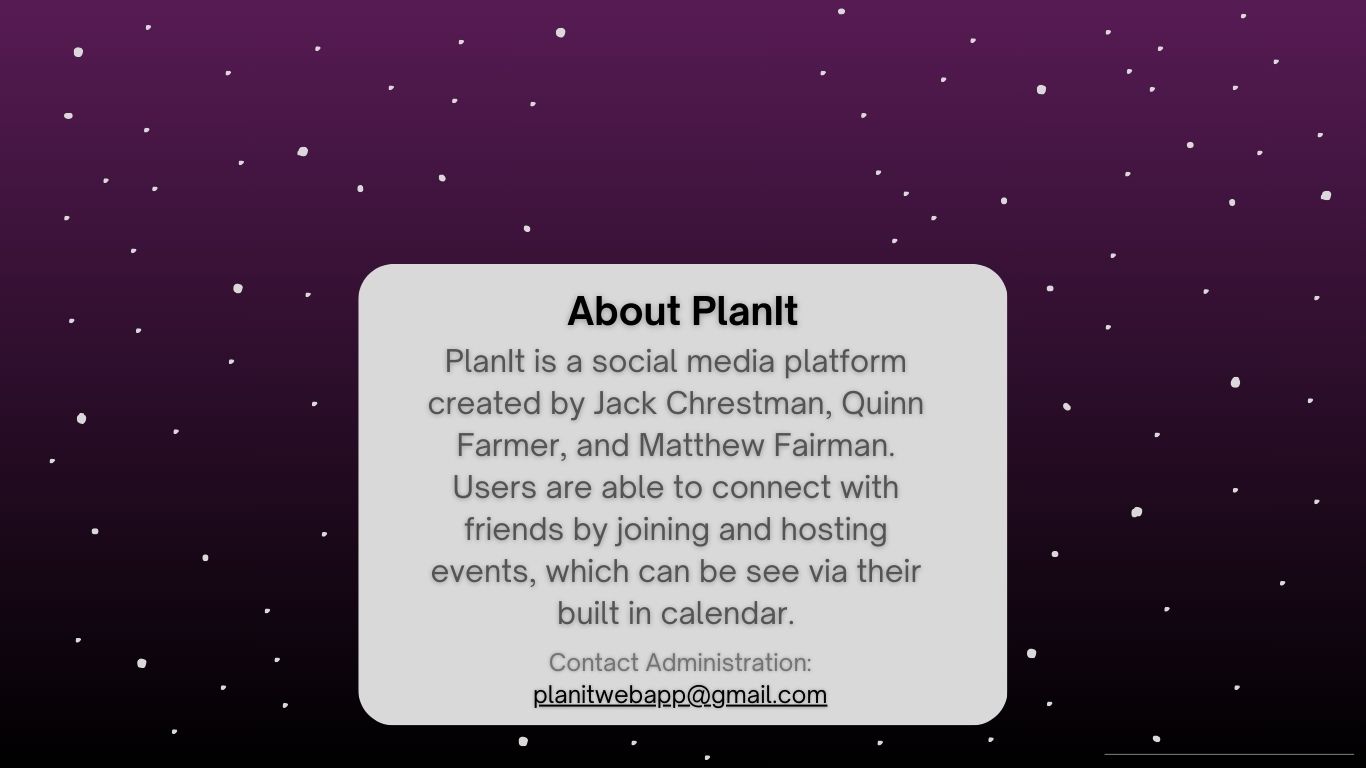 About PlanIt
PlanIt is a social media platform
created by Jack Chrestman, Quinn
Farmer, and Matthew Fairman.
Users are able to connect with
friends by joining and hosting
events, which can be see via their
built in calendar.
Contact Administration:
planitwebapp@gmail.com